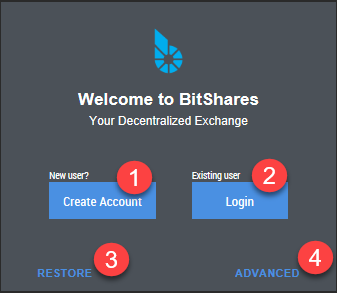 Welcome to BitShares
Your Decentralized Exchange
New user?
1
Existing user
2
Create Account
Login
3
4
RESTORE
ADVANCED